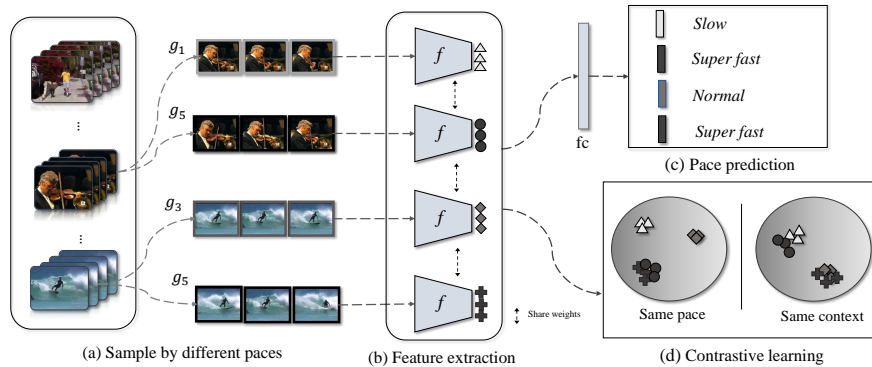 g1
g5
g3
g5
f
f
f
f
Share weights
fc
Slow
Super fast
Normal
Super fast
(c) Pace prediction
Same pace
Same context
(a) Sample by different paces
(b) Feature extraction
(d) Contrastive learning